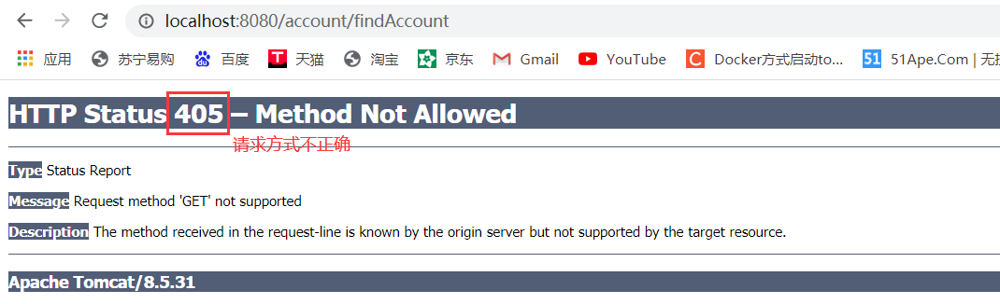 localhost:8080/account/findAccount
应用 苏宁易购 百度 T 天猫 淘宝 京东 Gmail YouTube C Docker方式启动to... 51 51Ape.Com | 无
HTTP Status 405 – Method Not Allowed
请求方式不正确
Type Status Report
Message Request method 'GET' not supported
Description The method received in the request-line is known by the origin server but not supported by the target resource.
Apache Tomcat/8.5.31